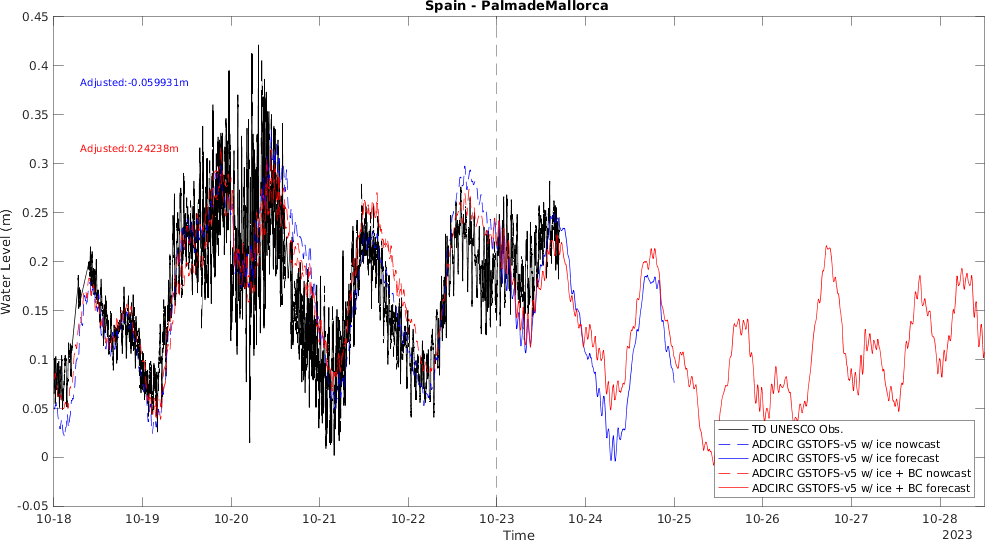 Spain - PalmadeMallorca
0.45
0.4
0.35
0.3
0.25
0.2
0.15
0.1
0.05
0
-0.05
Water Level (m)
Adjusted:-0.059931m
Adjusted:0.24238m
TD UNESCO Obs.
ADCIRC GSTOFS-v5 w/ ice nowcast
ADCIRC GSTOFS-v5 w/ ice forecast
ADCIRC GSTOFS-v5 w/ ice + BC nowcast
ADCIRC GSTOFS-v5 w/ ice + BC forecast
10-18 10-19 10-20 10-21 10-22 10-23 10-24 10-25 10-26 10-27 10-28
2023
Time